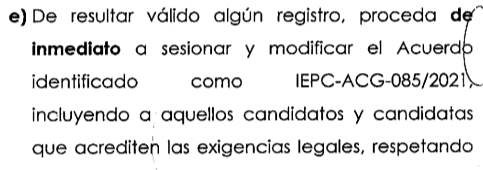 e) De resultar válido algún registro, proceda de
inmediato a sesionar y modificar el Acuerdo
identificado como IEPC-ACG-085/2021,
incluyendo a aquellos candidatos y candidatas
que acrediten las exigencias legales, respetando